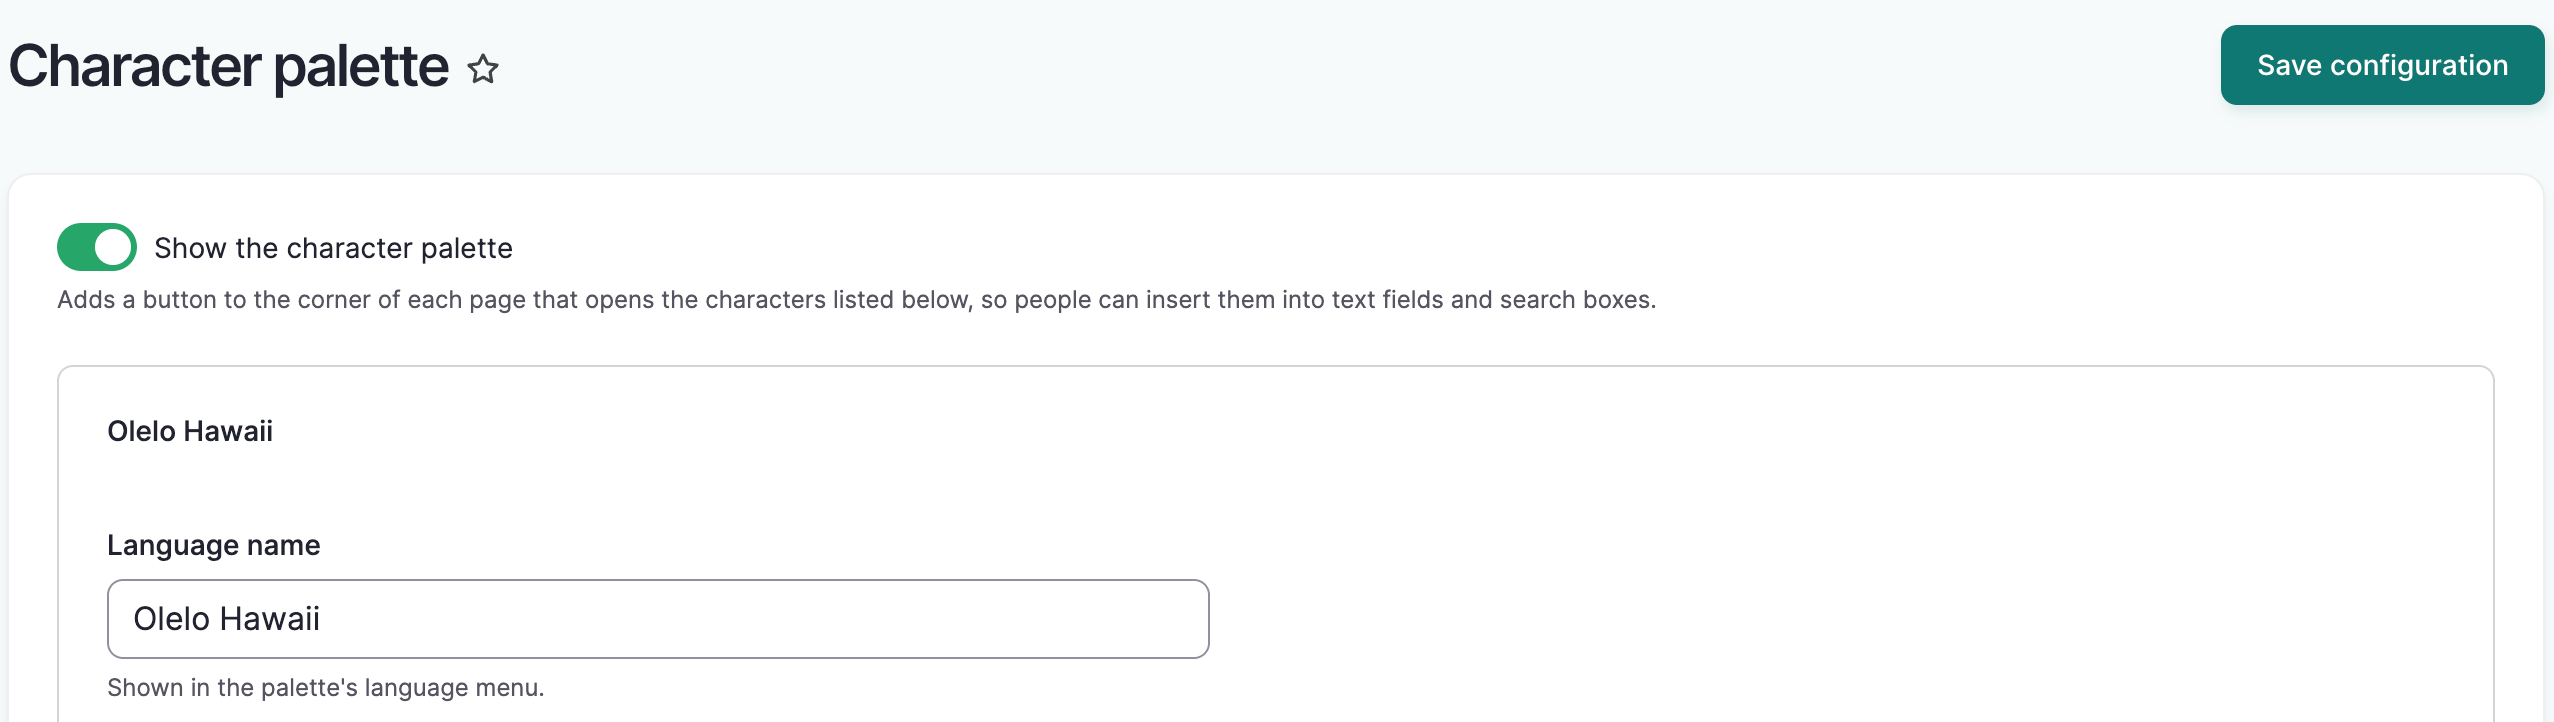 Character palette
Save configuration
Show the character palette
Adds a button to the corner of each page that opens the characters listed below, so people can insert them into text fields and search boxes.
Olelo Hawaii
Language name
Olelo Hawaii
Shown in the palette's language menu.